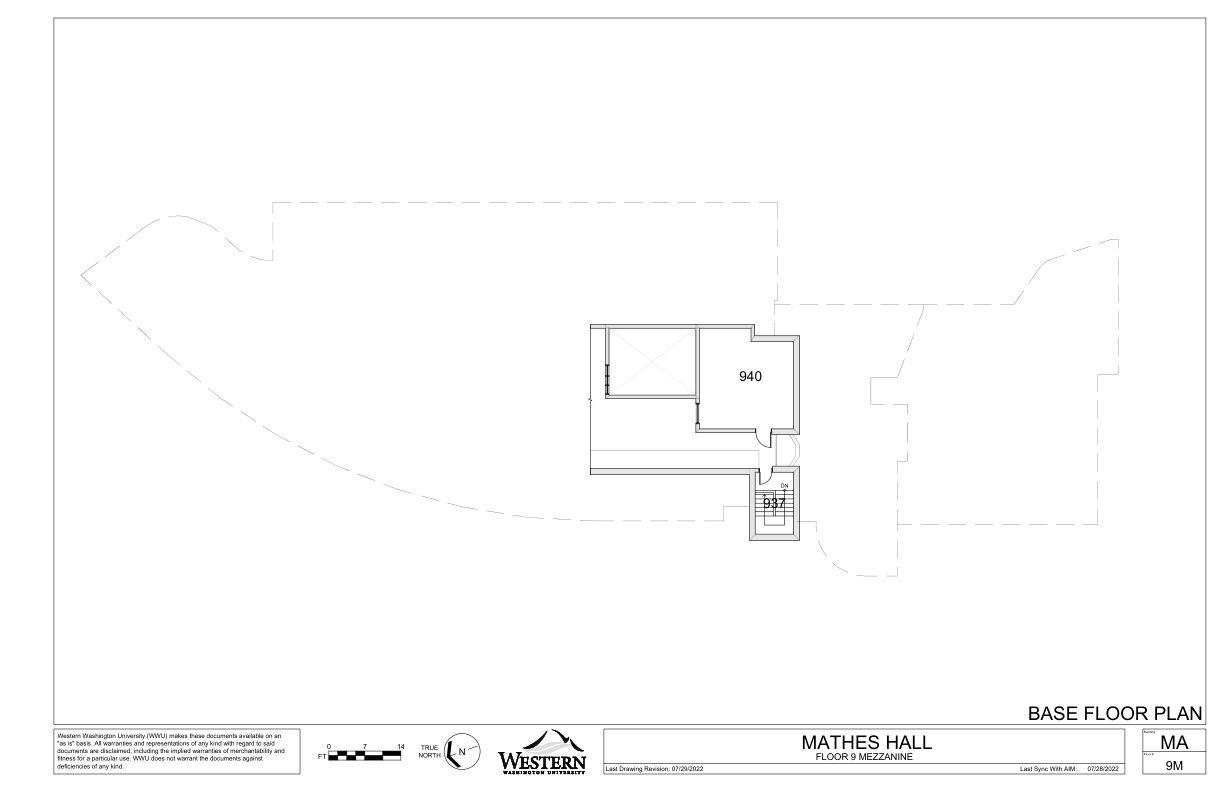 940
DN
937
BASE FLOOR PLAN
Western Washington University (WWU) makes these documents available on an
"as is" basis. All warranties and representations of any kind with regard to said
documents are disclaimed, including the implied warranties of merchantability and
fitness for a particular use. WWU does not warrant the documents against
deficiencies of any kind.
0 7 14
FT
TRUE
NORTH
N
WESTERN
WASHINGTON UNIVERSITY
MATHES HALL
FLOOR 9 MEZZANINE
Last Drawing Revision: 07/29/2022
Last Sync With AIM: 07/28/2022
Building
MA
9M